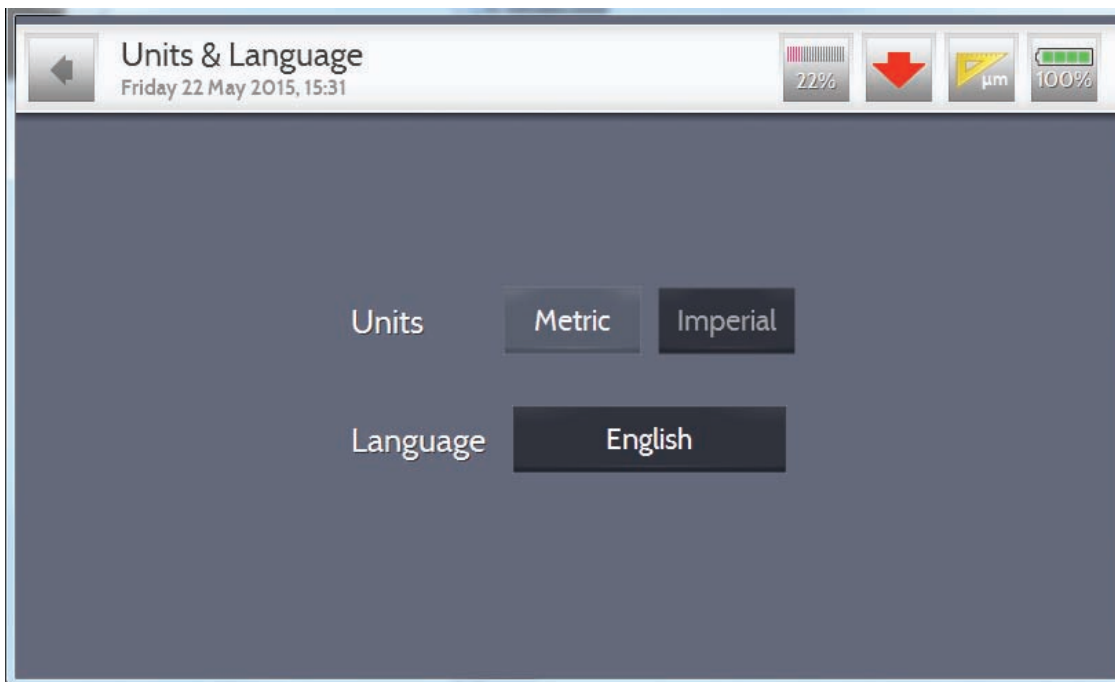 Units & Language
Friday 22 May 2015, 15:31
22%
µm
100%
Units Metric Imperial
Language English